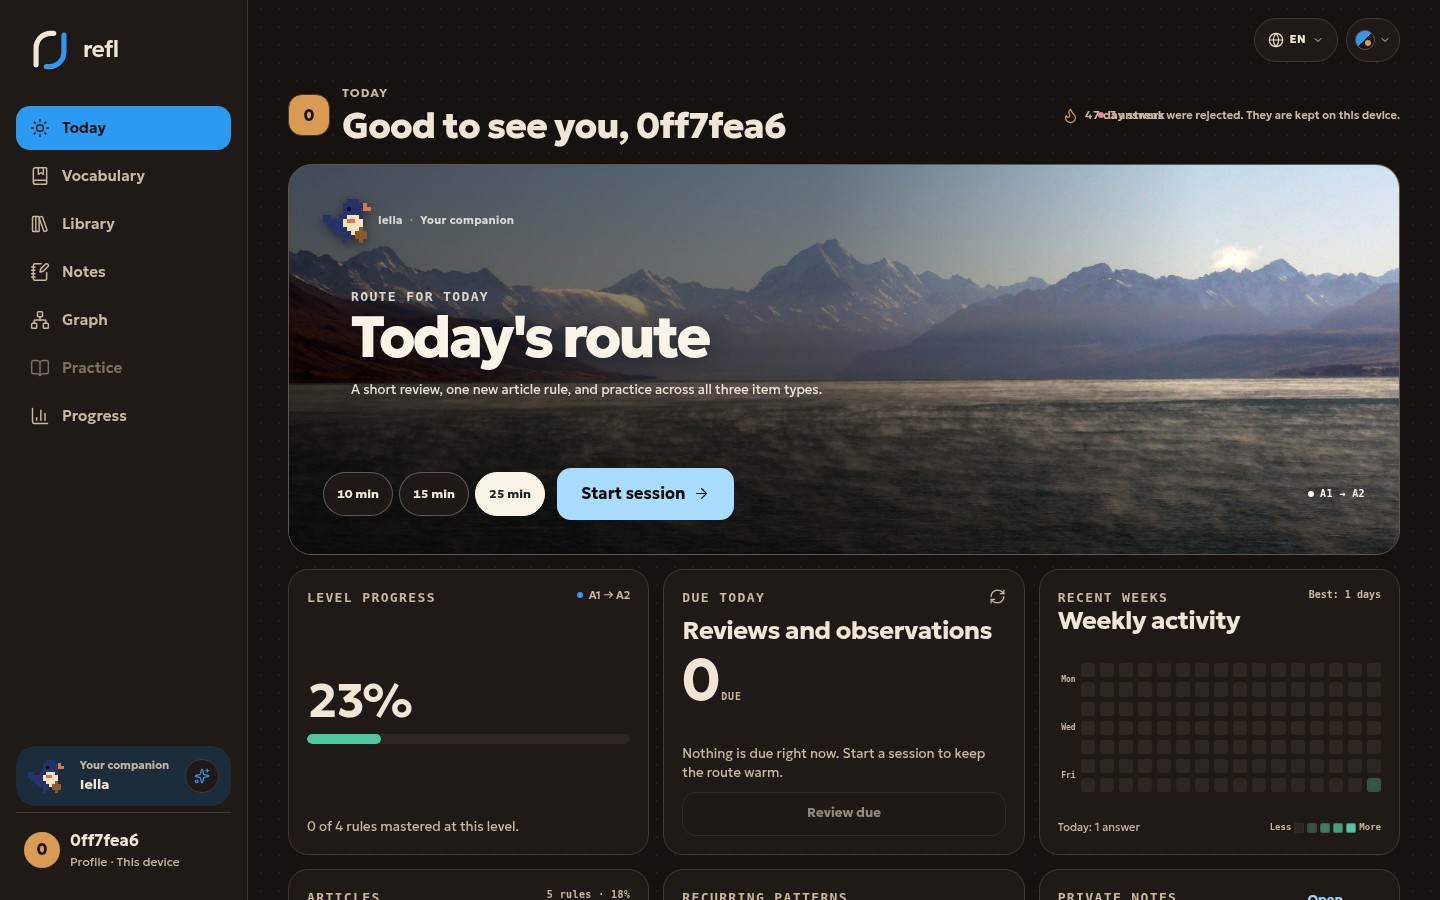 refl
EN
Today
Vocabulary
Library
Notes
Graph
Practice
Progress
TODAY
0
Good to see you, 0ff7fea6
47 day streak
answers were rejected. They are kept on this device.
lella · Your companion
ROUTE FOR TODAY
Today's route
A short review, one new article rule, and practice across all three item types.
10 min
15 min
25 min
Start session →
A1 → A2
LEVEL PROGRESS
A1 → A2
23%
0 of 4 rules mastered at this level.
DUE TODAY
Reviews and observations
0 DUE
Nothing is due right now. Start a session to keep
the route warm.
Review due
RECENT WEEKS
Best: 1 days
Weekly activity
Mon
Wed
Fri
Today: 1 answer
Less
More
Your companion
lella
0
0ff7fea6
Profile · This device
ARTICLES
5 rules · 18%
RECURRING PATTERNS
PRIVATE NOTES
Open